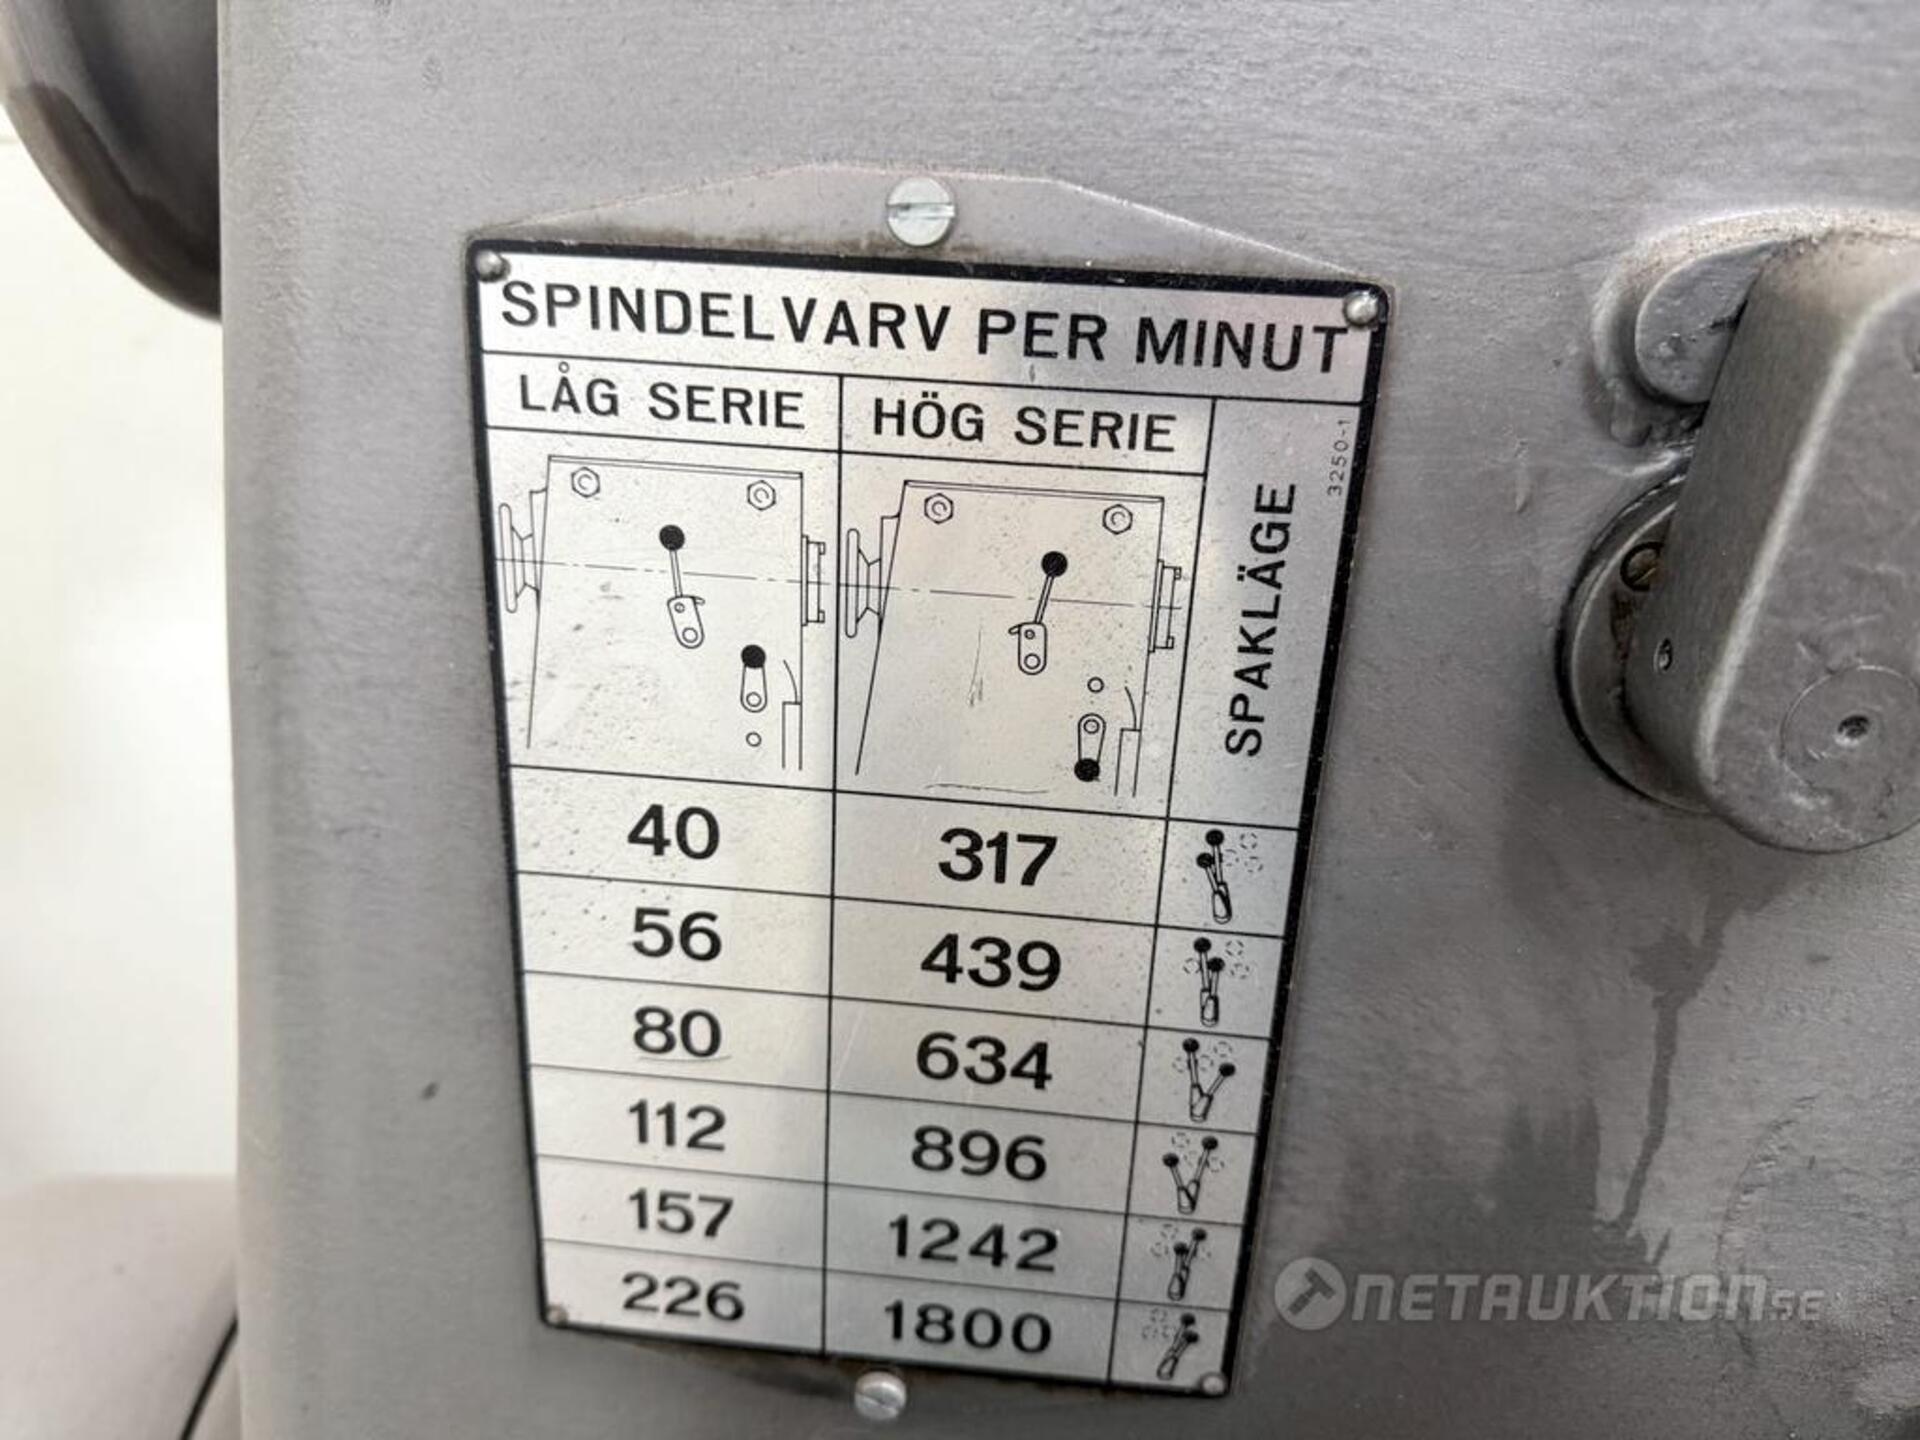 SPINDELVARV PER MINUT
LÅG SERIE HÖG SERIE
SPAKLÄGE
3250-1
40 317
56 439
80 634
112 896
157 1242
226 1800
NETAUKTION.SE